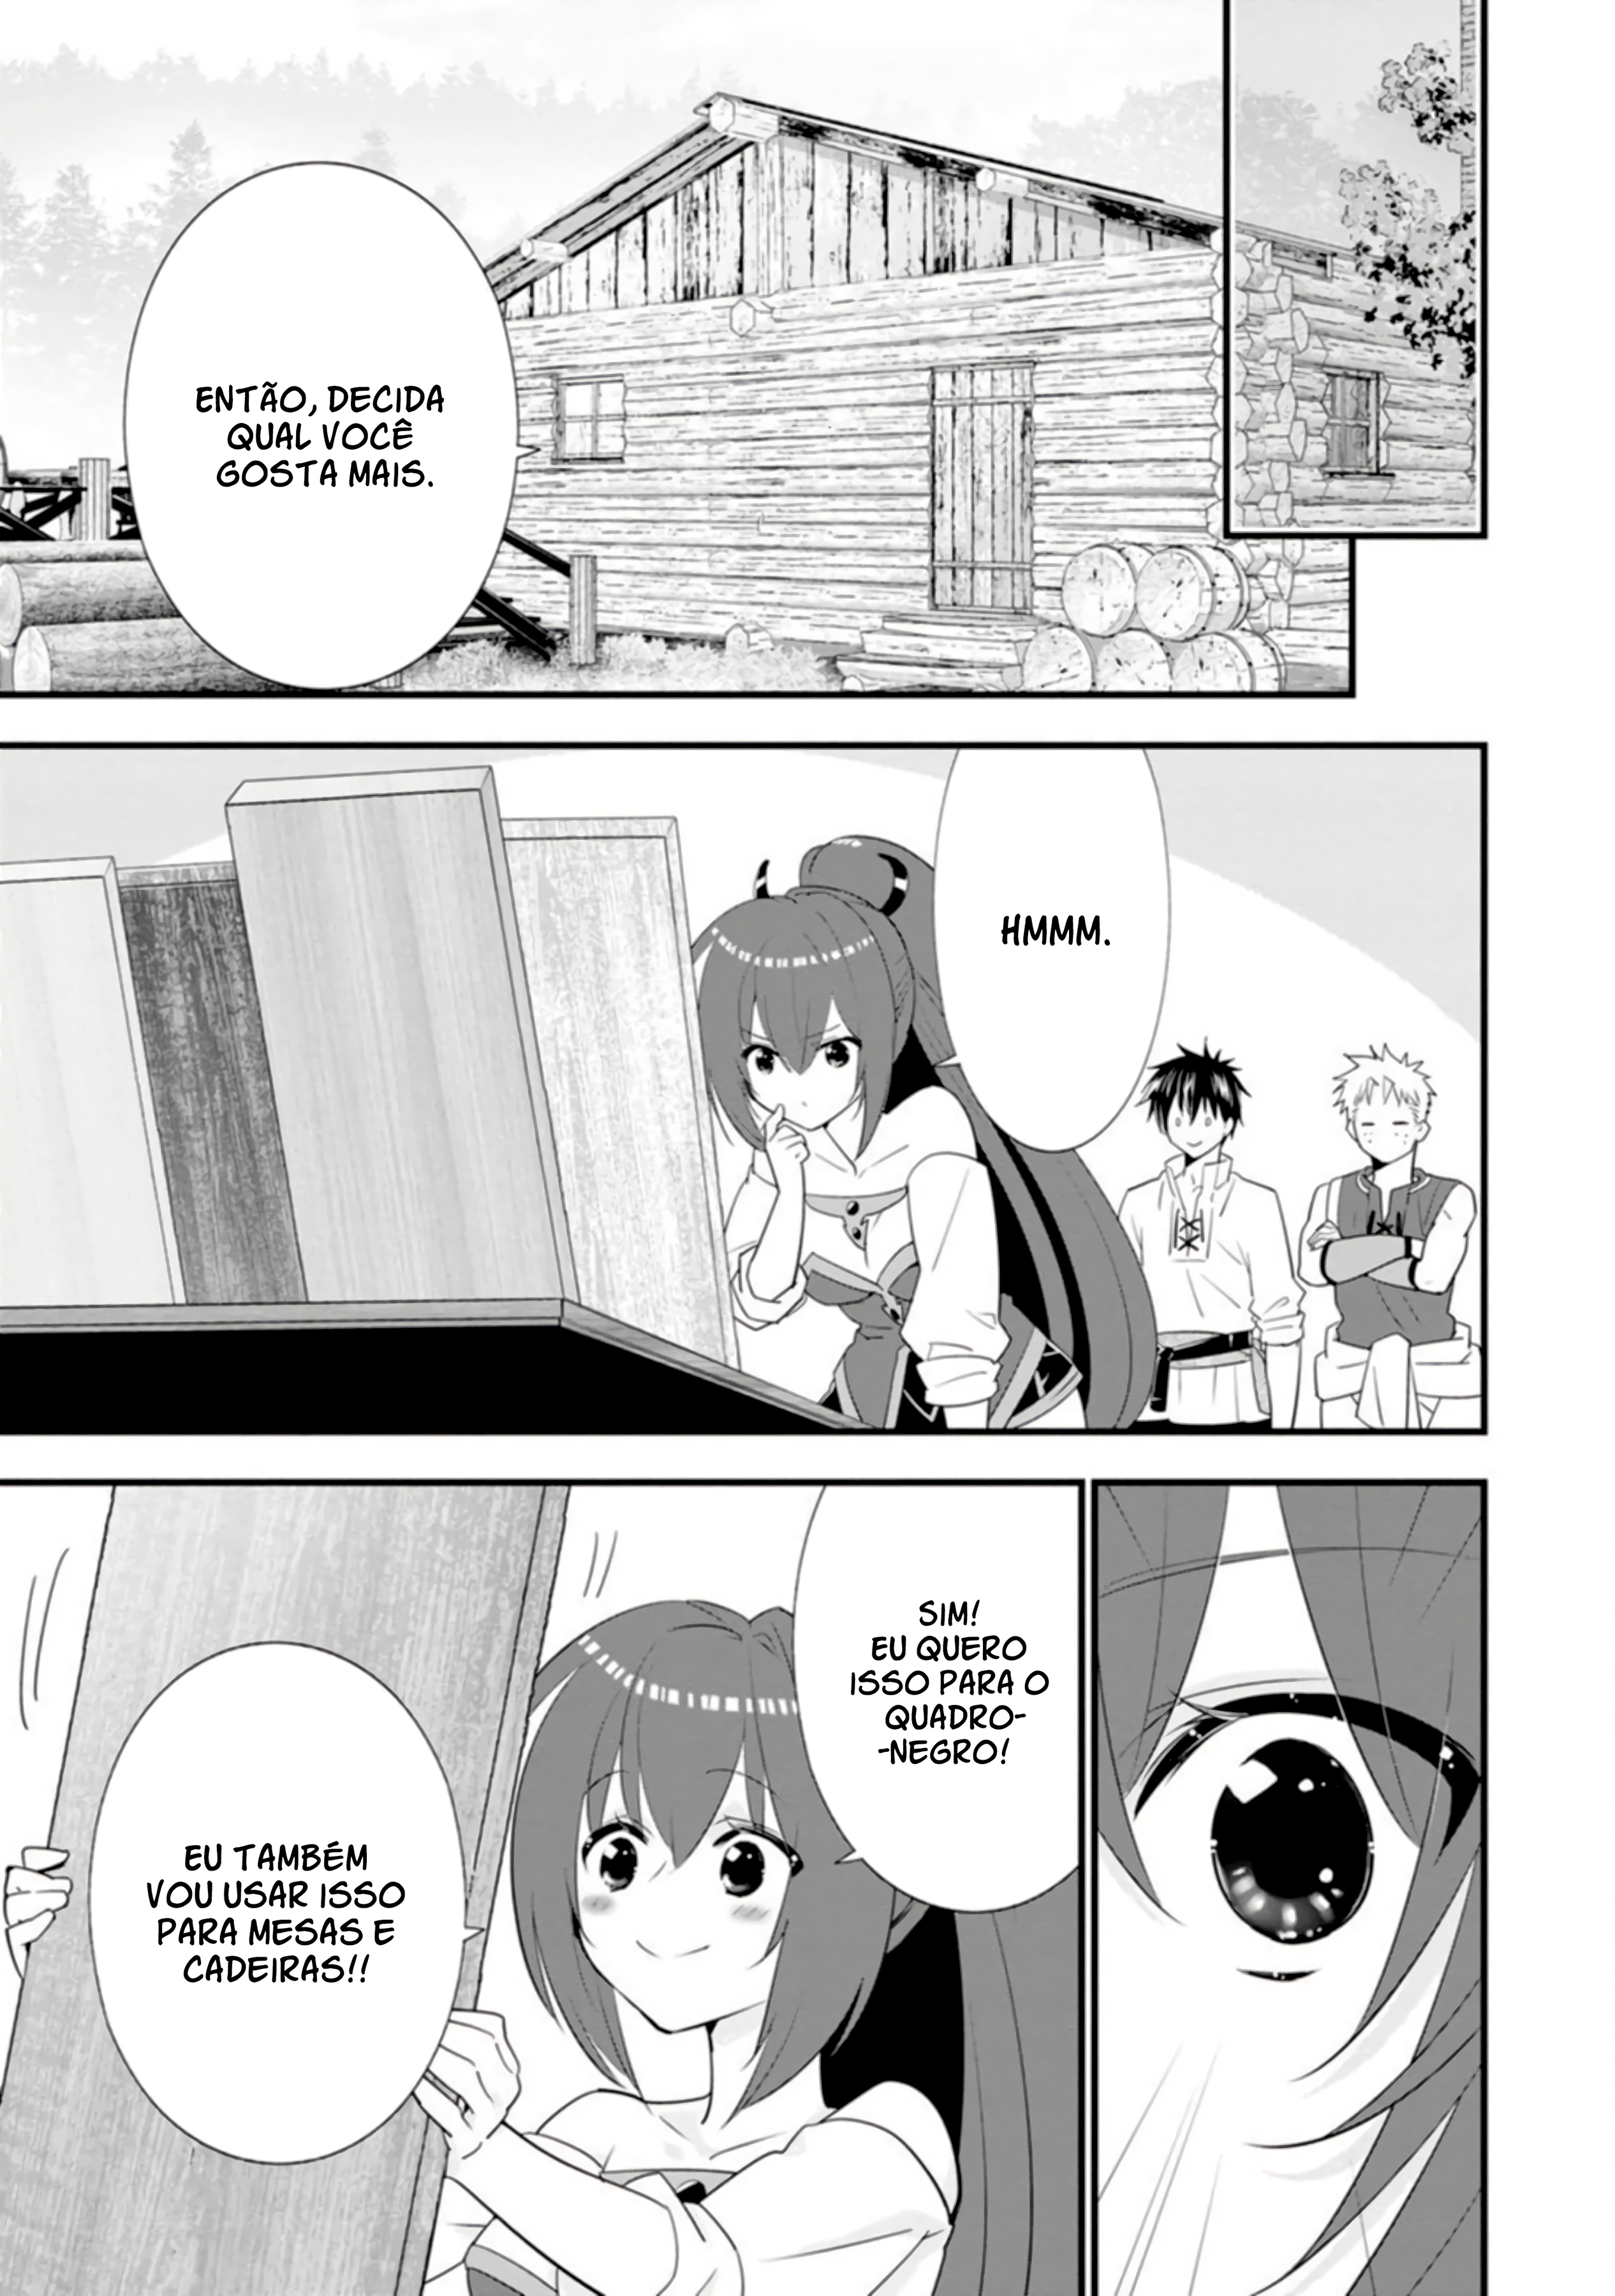 ENTÃO, DECIDA
QUAL VOCÊ
GOSTA MAIS.
HMMM.
SIM!
EU QUERO
ISSO PARA O
QUADRO-
-NEGRO!
EU TAMBÉM
VOU USAR ISSO
PARA MESAS E
CADEIRAS!!